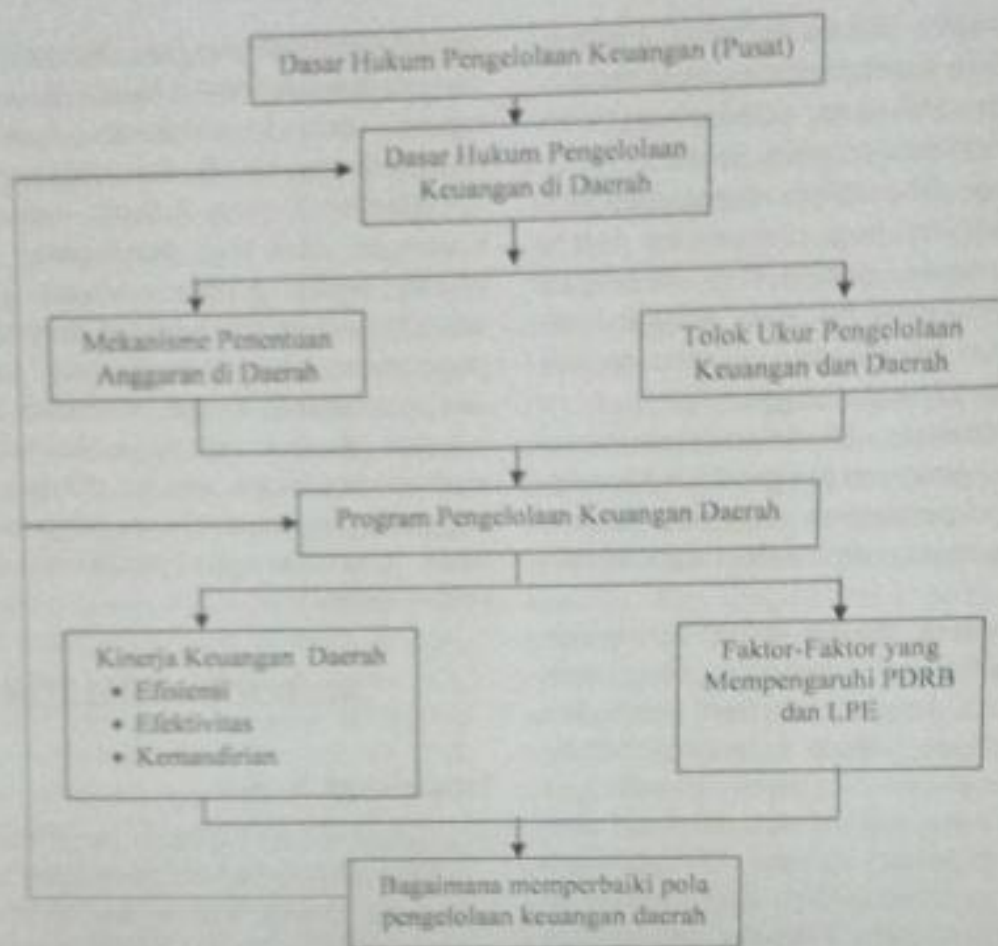 Dasar Hukum Pengelolaan Keuangan (Pusat)
Dasar Hukum Pengelolaan
Keuangan di Daerah
Mekanisme Penentuan
Anggaran di Daerah
Tolok Ukur Pengelolaan
Keuangan dan Daerah
Program Pengelolaan Keuangan Daerah
Kinerja Keuangan Daerah
• Efisiensi
• Efektivitas
• Kemandirian
Faktor-Faktor yang
Mempengaruhi PDRB
dan LPE
Bagaimana memperbaiki pola
pengelolaan keuangan daerah